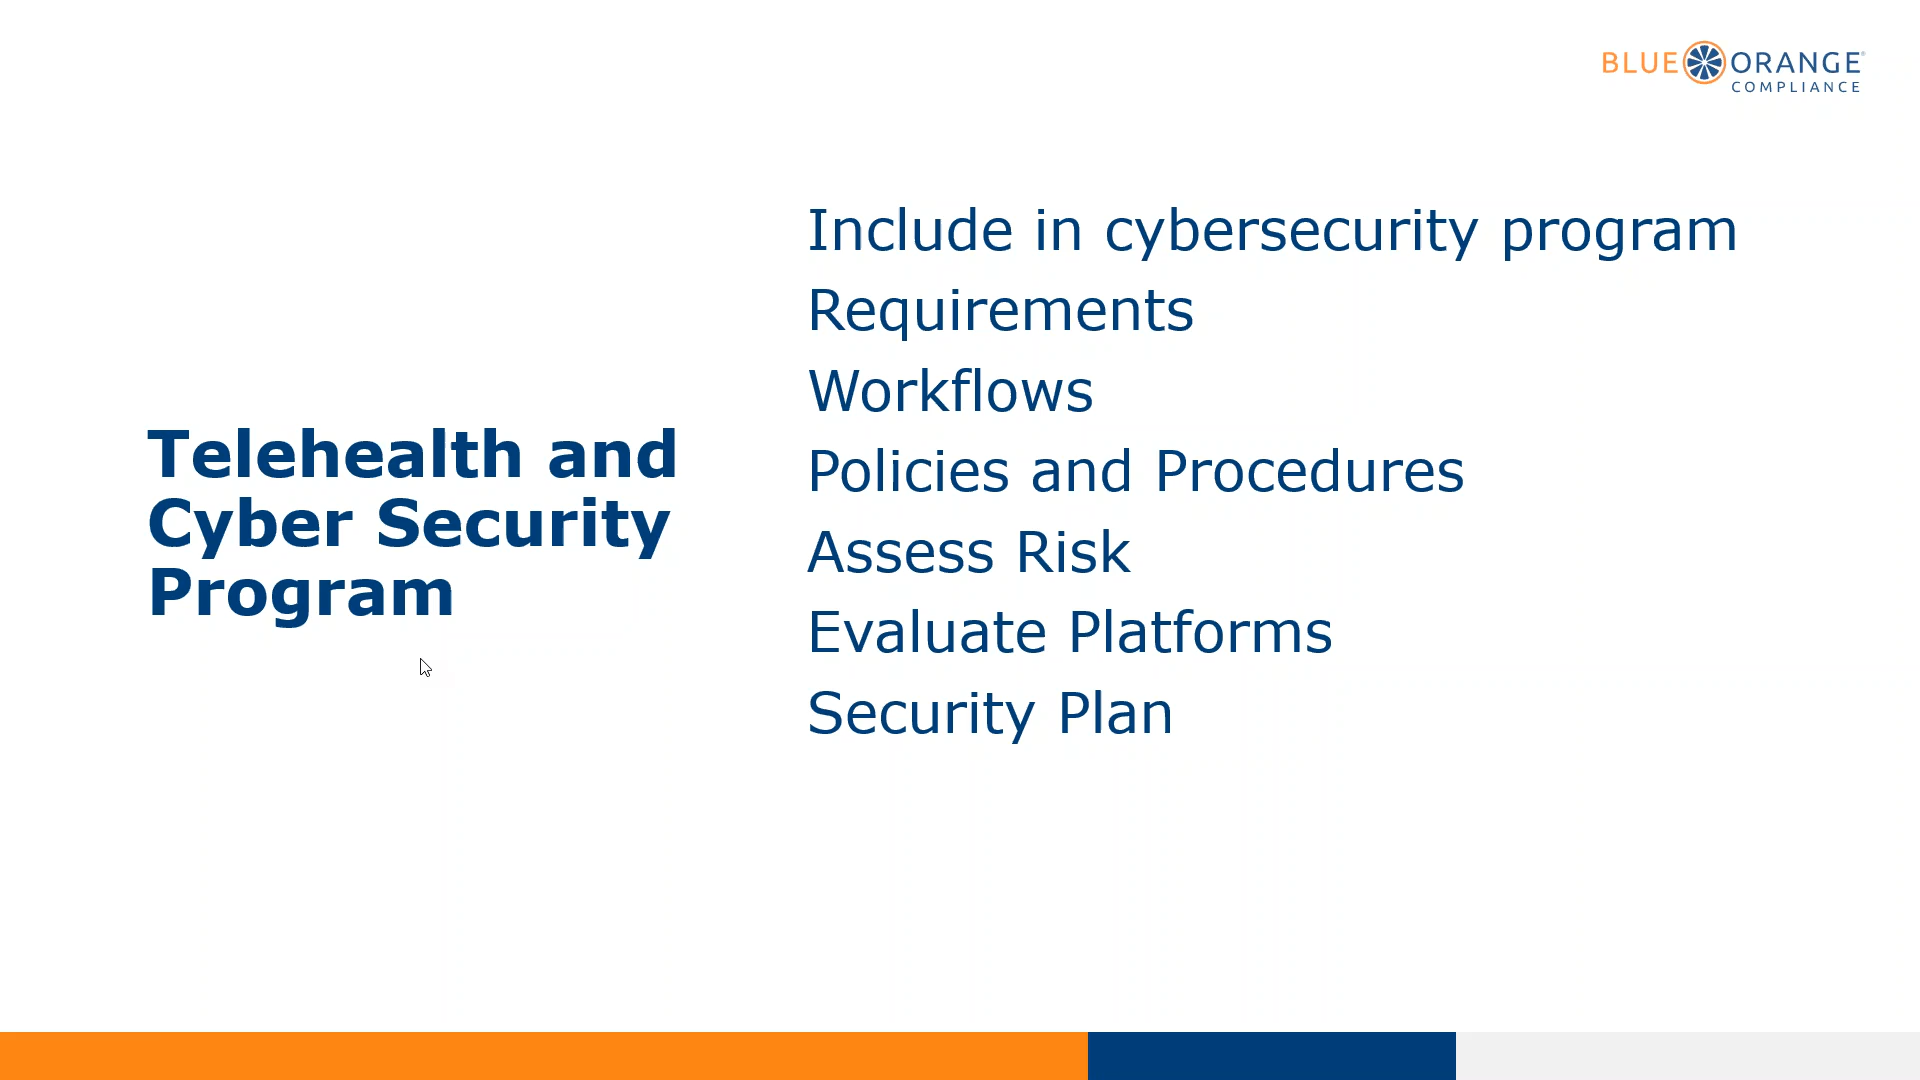 BLUE ORANGE®
COMPLIANCE
Telehealth and
Cyber Security
Program
Include in cybersecurity program
Requirements
Workflows
Policies and Procedures
Assess Risk
Evaluate Platforms
Security Plan